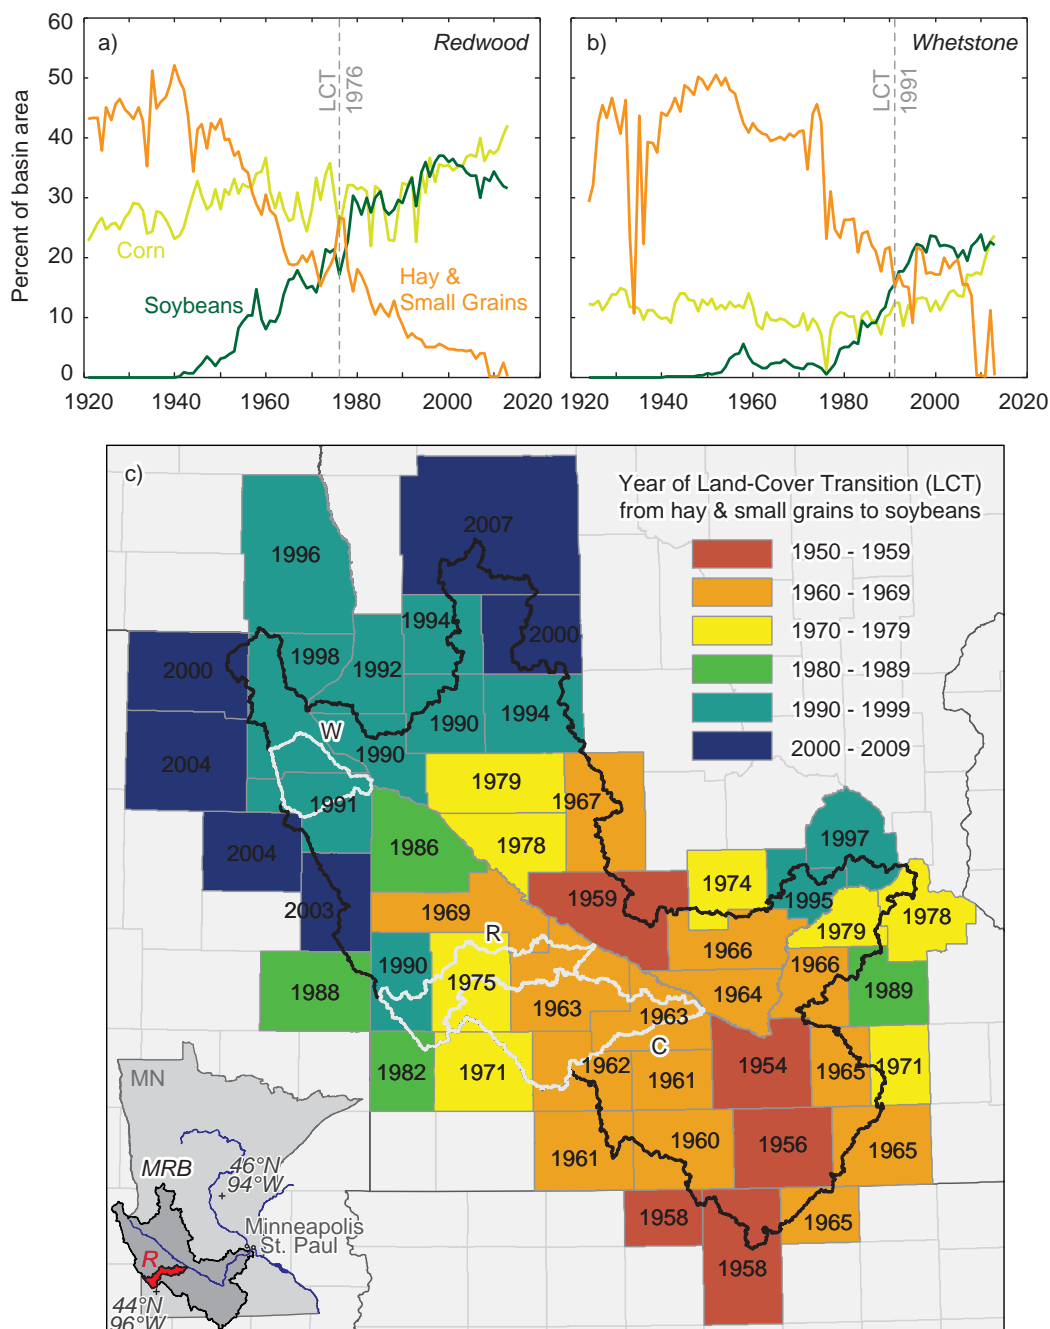 a)
Redwood
b)
Whetstone
60
50
40
30
20
10
0
Percent of basin area
LCT
1976
LCT
1991
Corn
Soybeans
Hay &
Small Grains
1920 1940 1960 1980 2000 2020
1920 1940 1960 1980 2000 2020
c)
Year of Land-Cover Transition (LCT)
from hay & small grains to soybeans
1950 - 1959
1960 - 1969
1970 - 1979
1980 - 1989
1990 - 1999
2000 - 2009
2007
1996
1994
2000
1998
1992
2000
1990
1994
W
1990
2004
1979
1967
1991
1986
1978
1997
2004
1959
1974
1995
2003
1969
1978
1979
R
1966
1966
1990
1975
1988
1964
1989
1963
1963
C
1982
1971
1962
1961
1954
1965
1971
1961
1960
1956
1965
1958
1965
1958
MN
MRB
46°N
94°W
Minneapolis
St. Paul
R
44°N
96°W